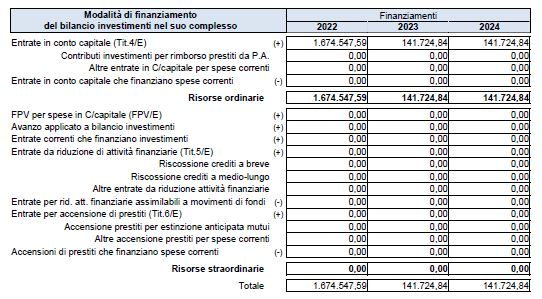 Modalità di finanziamento Finanziamenti
del bilancio investimenti nel suo complesso 2022 2023 2024
Entrate in conto capitale (Tit.4/E) (+) 1.674.547,59 141.724,84 141.724,84
Contributi investimenti per rimborso prestiti da P.A. 0,00 0,00 0,00
Altre entrate in C/capitale per spese correnti 0,00 0,00 0,00
Entrate in conto capitale che finanziano spese correnti (-) 0,00 0,00 0,00
Risorse ordinarie 1.674.547,59 141.724,84 141.724,84
FPV per spese in C/capitale (FPV/E) (+) 0,00 0,00 0,00
Avanzo applicato a bilancio investimenti (+) 0,00 0,00 0,00
Entrate correnti che finanziano investimenti (+) 0,00 0,00 0,00
Entrate da riduzione di attività finanziarie (Tit.5/E) (+) 0,00 0,00 0,00
Riscossione crediti a breve 0,00 0,00 0,00
Riscossione crediti a medio-lungo 0,00 0,00 0,00
Altre entrate da riduzione attività finanziarie 0,00 0,00 0,00
Entrate per rid. att. finanziarie assimilabili a movimenti di fondi (-) 0,00 0,00 0,00
Entrate per accensione di prestiti (Tit.6/E) (+) 0,00 0,00 0,00
Accensione prestiti per estinzione anticipata mutui 0,00 0,00 0,00
Altre accensione prestiti per spese correnti 0,00 0,00 0,00
Accensioni di prestiti che finanziano spese correnti (-) 0,00 0,00 0,00
Risorse straordinarie 0,00 0,00 0,00
Totale 1.674.547,59 141.724,84 141.724,84